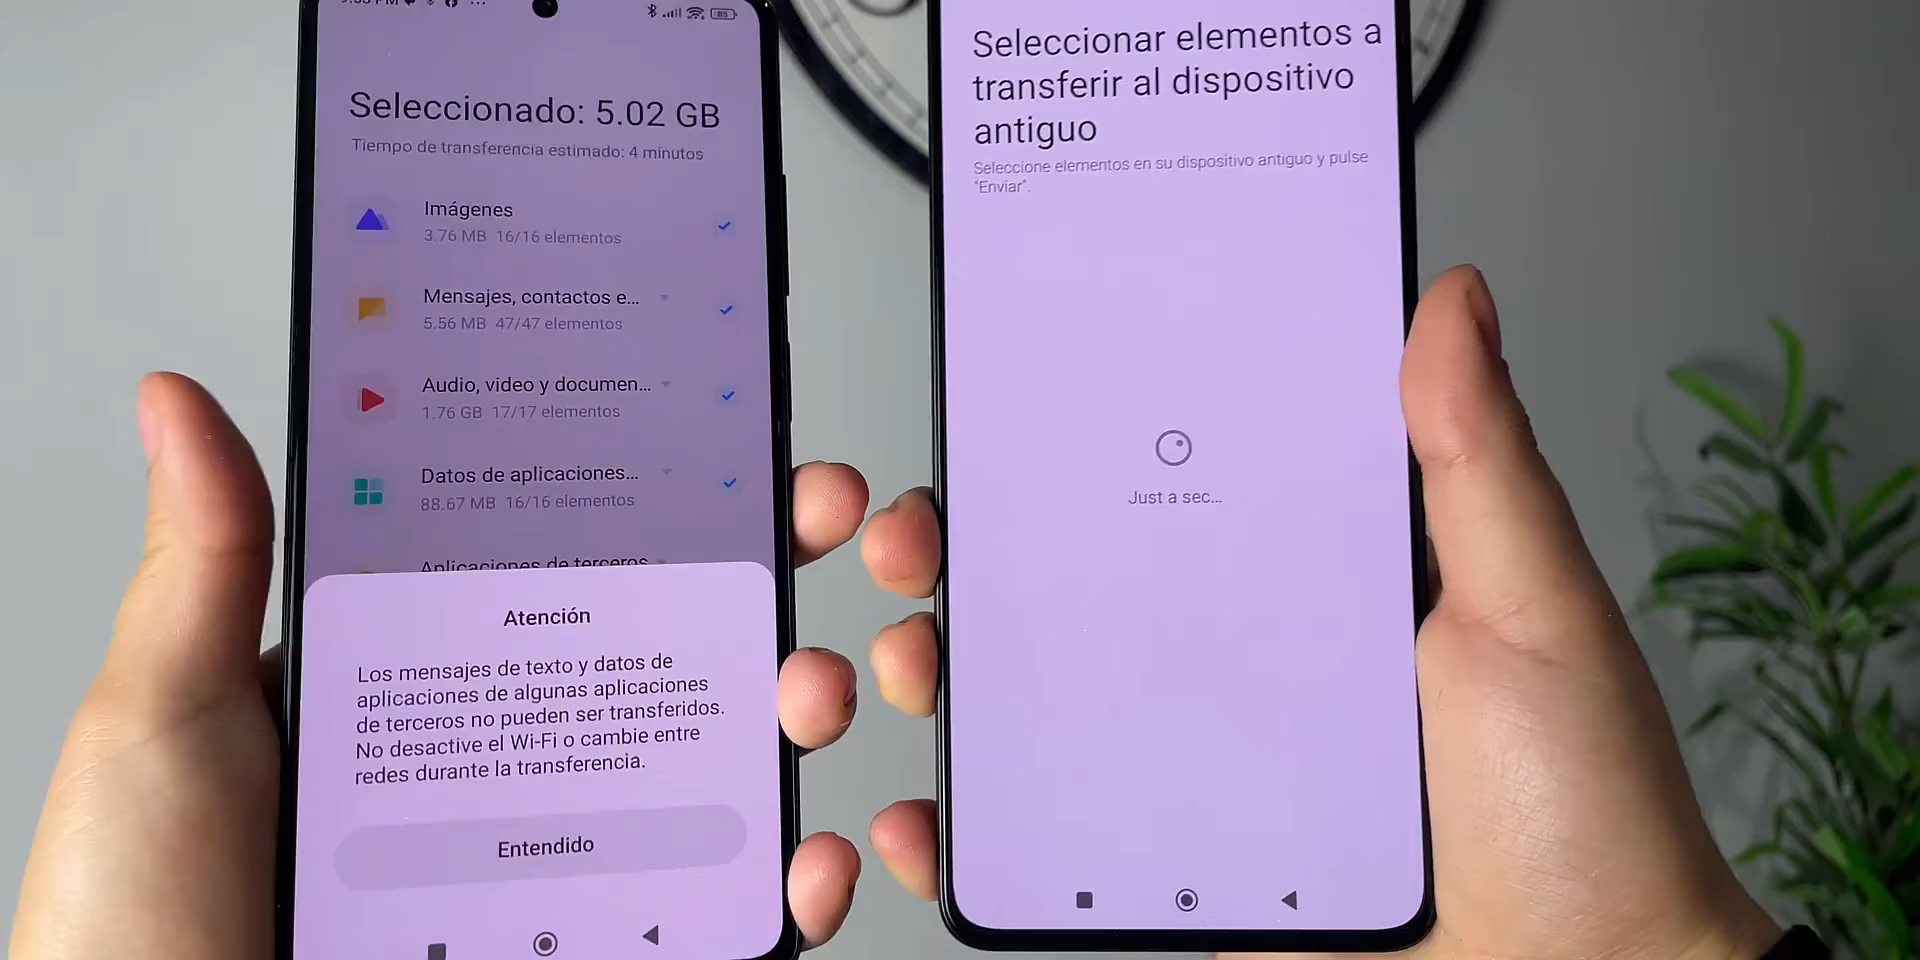 Seleccionado: 5.02 GB
Tiempo de transferencia estimado: 4 minutos
Imágenes
3.76 MB 16/16 elementos
Mensajes, contactos e...
5.56 MB 47/47 elementos
Audio, video y documen...
1.76 GB 17/17 elementos
Datos de aplicaciones...
88.67 MB 16/16 elementos
Aplicaciones de terceros
Atención
Los mensajes de texto y datos de
aplicaciones de algunas aplicaciones
de terceros no pueden ser transferidos.
No desactive el Wi-Fi o cambie entre
redes durante la transferencia.
Entendido
Seleccionar elementos a
transferir al dispositivo
antiguo
Seleccione elementos en su dispositivo antiguo y pulse
"Enviar".
Just a sec...